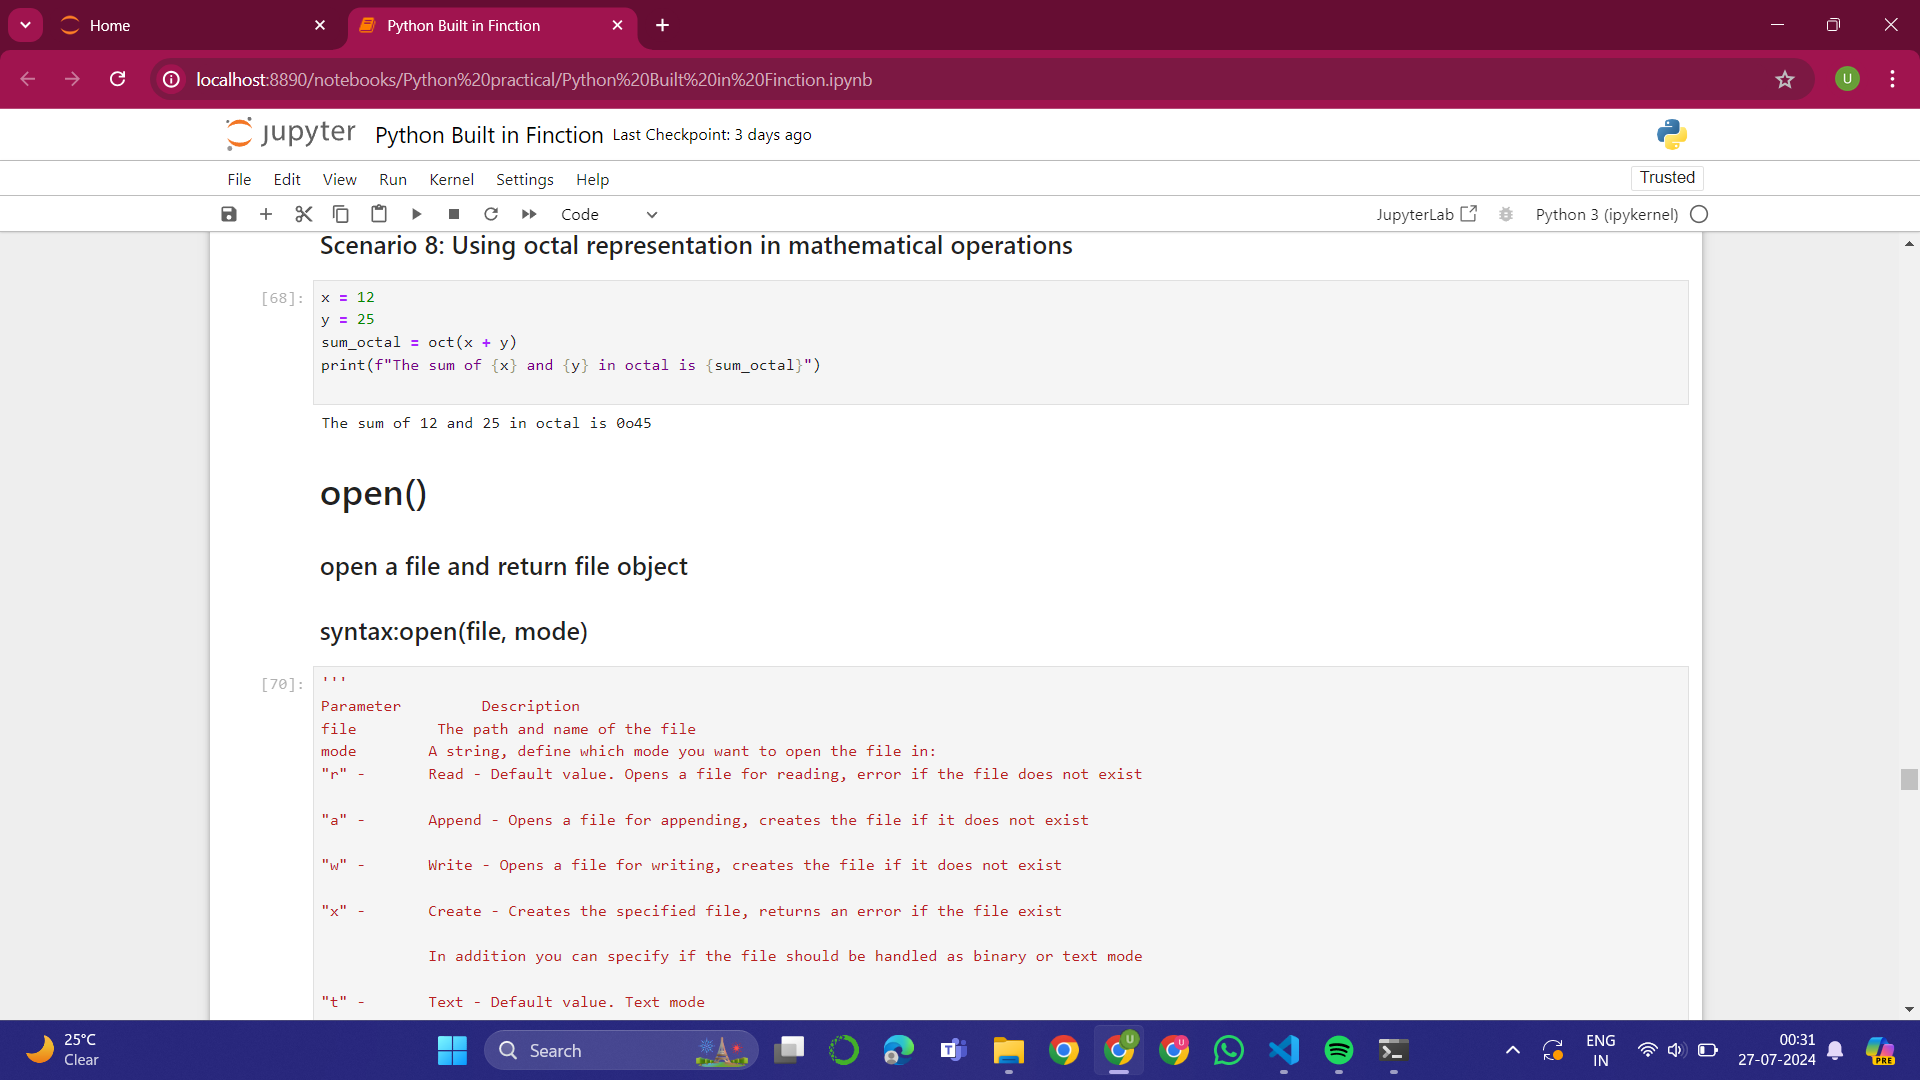 Home
Python Built in Finction
localhost:8890/notebooks/Python%20practical/Python%20Built%20in%20Finction.ipynb
U
jupyter Python Built in Finction Last Checkpoint: 3 days ago
File Edit View Run Kernel Settings Help
Trusted
Code
JupyterLab
Python 3 (ipykernel)
Scenario 8: Using octal representation in mathematical operations
[68]:
x = 12
y = 25
sum_octal = oct(x + y)
print(f"The sum of {x} and {y} in octal is {sum_octal}")
The sum of 12 and 25 in octal is 0o45
open()
open a file and return file object
syntax:open(file, mode)
[70]:
'''
Parameter         Description
file         The path and name of the file
mode        A string, define which mode you want to open the file in:
"r" -       Read - Default value. Opens a file for reading, error if the file does not exist
"a" -       Append - Opens a file for appending, creates the file if it does not exist
"w" -       Write - Opens a file for writing, creates the file if it does not exist
"x" -       Create - Creates the specified file, returns an error if the file exist
In addition you can specify if the file should be handled as binary or text mode
"t" -       Text - Default value. Text mode
25°C
Clear
Search
U
U
ENG
IN
00:31
27-07-2024
PRE